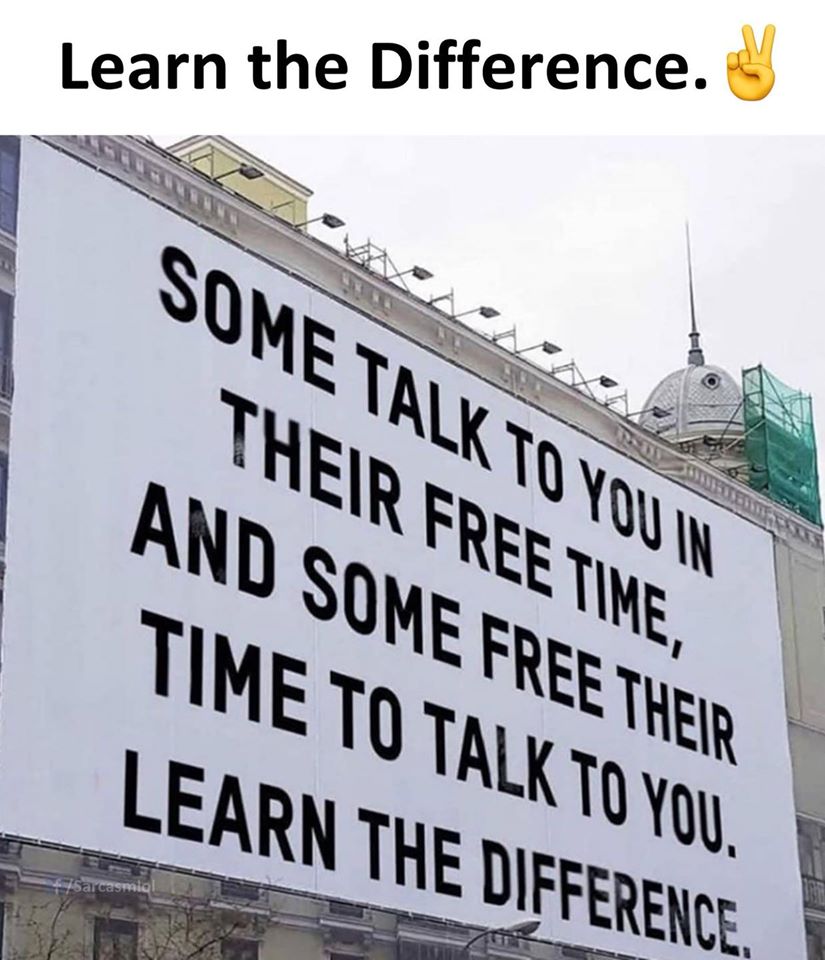 Learn the Difference.✌️
SOME TALK TO YOU IN
THEIR FREE TIME,
AND SOME FREE THEIR
TIME TO TALK TO YOU.
LEARN THE DIFFERENCE.
f /Sarcasmlol